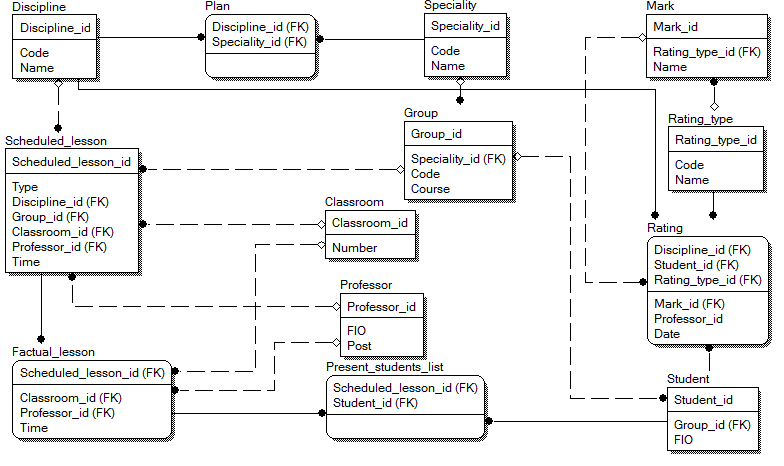 Discipline
Discipline_id
Code
Name
Plan
Discipline_id (FK)
Speciality_id (FK)
Speciality
Speciality_id
Code
Name
Mark
Mark_id
Rating_type_id (FK)
Name
Scheduled_lesson
Scheduled_lesson_id
Type
Discipline_id (FK)
Group_id (FK)
Classroom_id (FK)
Professor_id (FK)
Time
Group
Group_id
Speciality_id (FK)
Code
Course
Rating_type
Rating_type_id
Code
Name
Classroom
Classroom_id
Number
Rating
Discipline_id (FK)
Student_id (FK)
Rating_type_id (FK)
Mark_id (FK)
Professor_id
Date
Professor
Professor_id
FIO
Post
Factual_lesson
Scheduled_lesson_id (FK)
Classroom_id (FK)
Professor_id (FK)
Time
Present_students_list
Scheduled_lesson_id (FK)
Student_id (FK)
Student
Student_id
Group_id (FK)
FIO